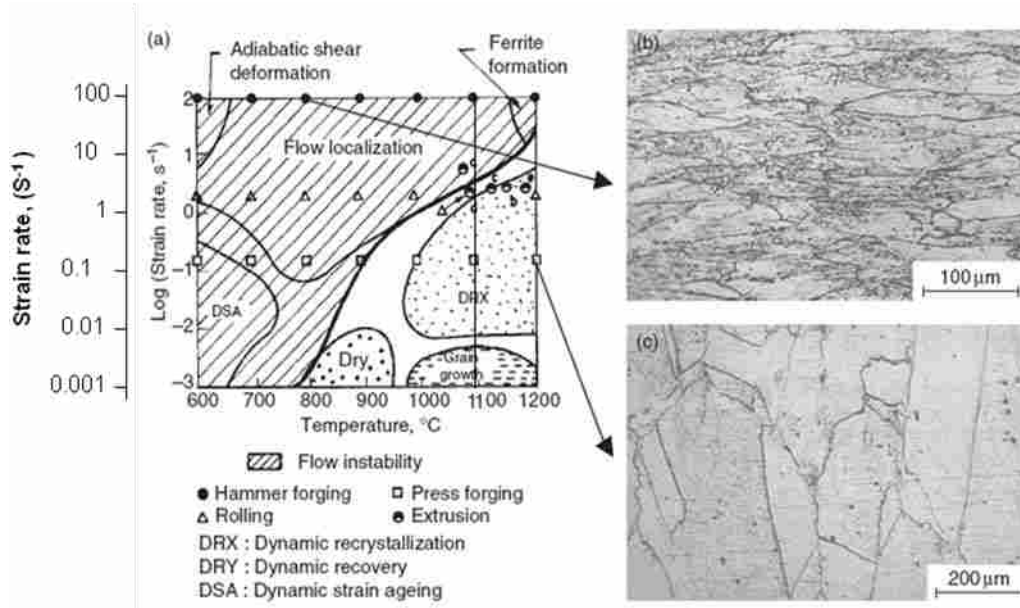 Strain rate, (S⁻¹)
100
10
1
0.1
0.01
0.001
(a)
Adiabatic shear
deformation
Ferrite
formation
Log (Strain rate, s⁻¹)
2
1
0
−1
−2
−3
Flow localization
DSA
DRX
Dry
Grain
growth
c
c
b
600
700
800
900
1000
1100
1200
Temperature, °C
Flow instability
Hammer forging
Press forging
Rolling
Extrusion
DRX : Dynamic recrystallization
DRY : Dynamic recovery
DSA : Dynamic strain ageing
(b)
100 μm
(c)
200 μm